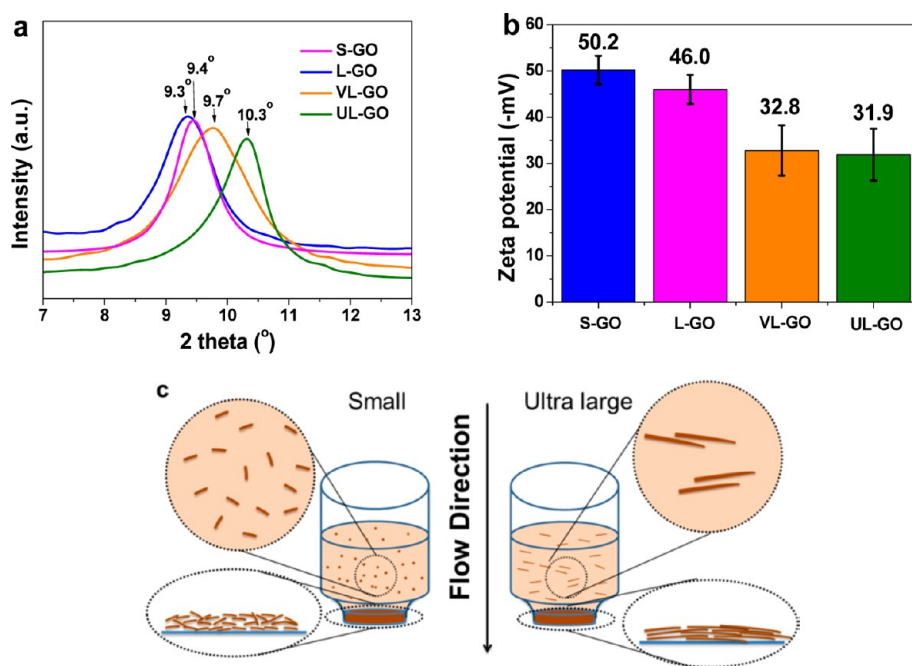 a
Intensity (a.u.)
9.3°
9.4°
9.7°
10.3°
S-GO
L-GO
VL-GO
UL-GO
7 8 9 10 11 12 13
2 theta (°)
b
Zeta potential (-mV)
60
50
40
30
20
10
0
50.2
46.0
32.8
31.9
S-GO L-GO VL-GO UL-GO
c
Small
Flow Direction
Ultra large